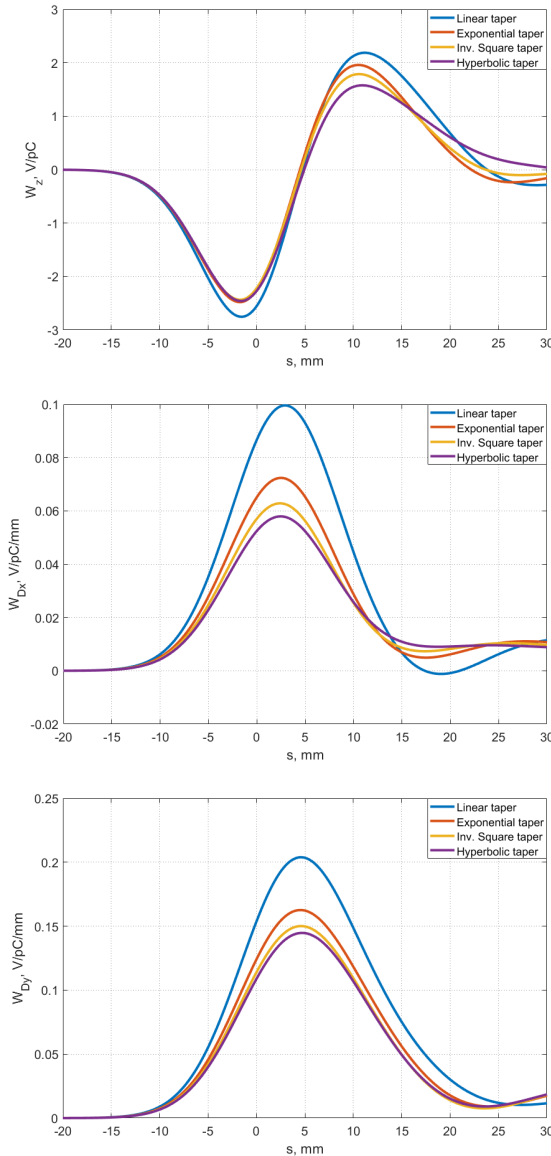 3
2
1
0
-1
-2
-3
W_z, V/pC
-20 -15 -10 -5 0 5 10 15 20 25 30
s, mm
Linear taper
Exponential taper
Inv. Square taper
Hyperbolic taper
0.1
0.08
0.06
0.04
0.02
0
-0.02
W_Dx, V/pC/mm
-20 -15 -10 -5 0 5 10 15 20 25 30
s, mm
Linear taper
Exponential taper
Inv. Square taper
Hyperbolic taper
0.25
0.2
0.15
0.1
0.05
0
W_Dy, V/pC/mm
-20 -15 -10 -5 0 5 10 15 20 25 30
s, mm
Linear taper
Exponential taper
Inv. Square taper
Hyperbolic taper